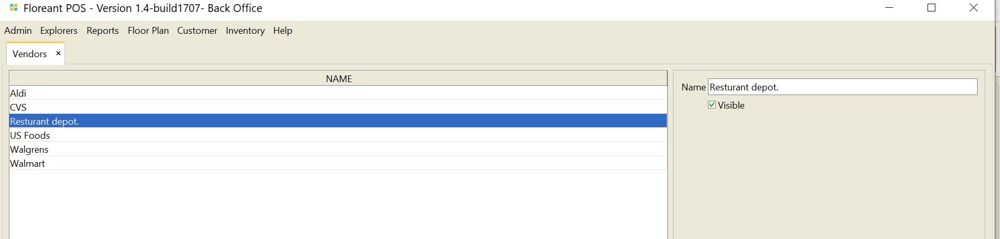 Floreant POS - Version 1.4-build1707- Back Office
Admin Explorers Reports Floor Plan Customer Inventory Help
Vendors ×
NAME
Aldi
CVS
Resturant depot.
US Foods
Walgrens
Walmart
Name Resturant depot.
Visible